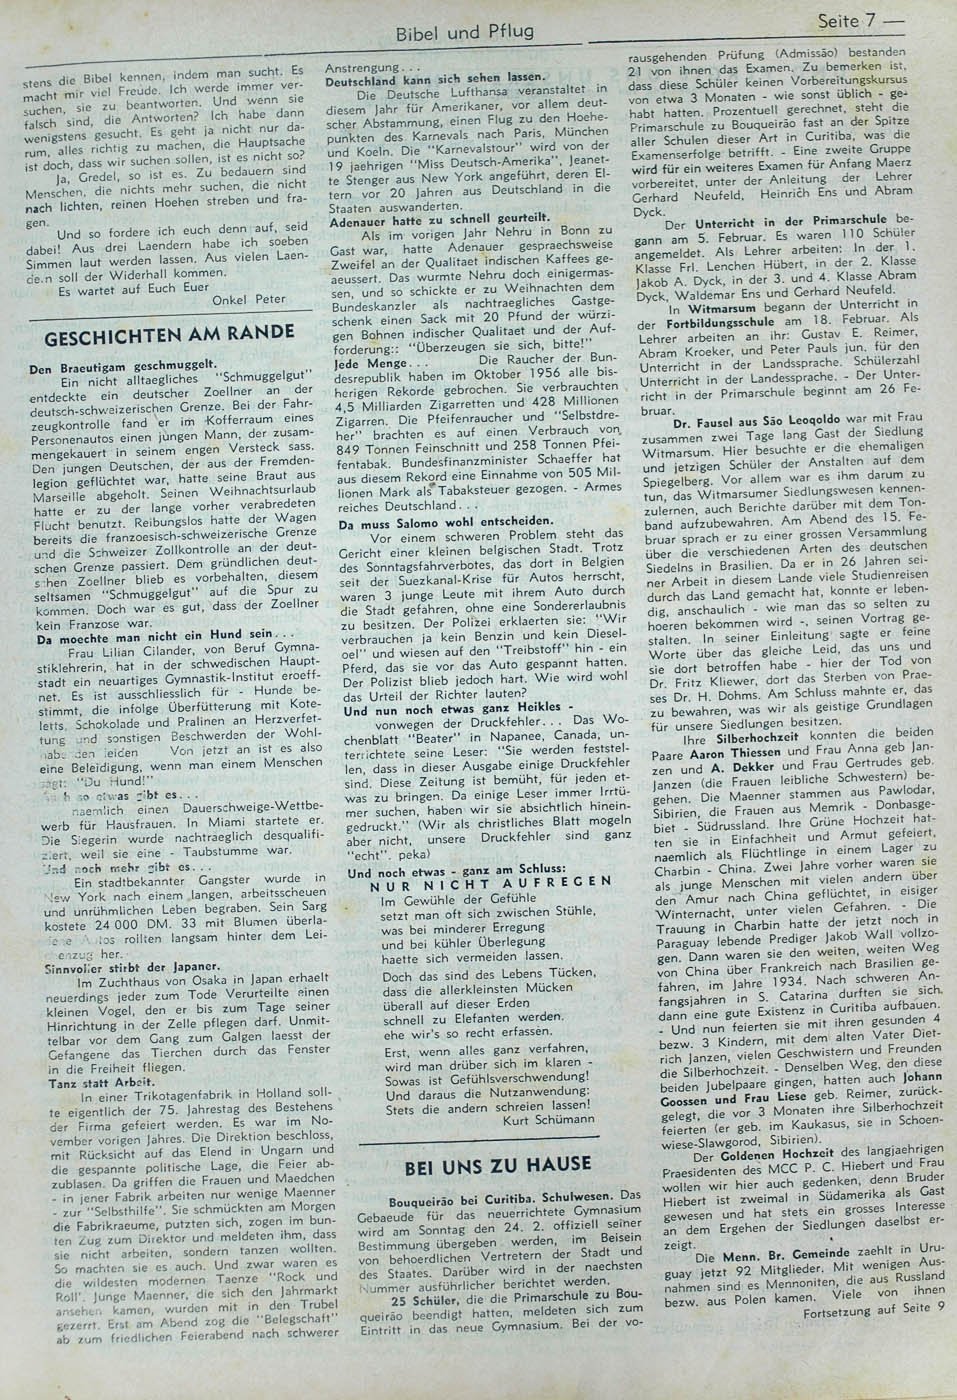 Bibel und Pflug
Seite 7 —
stens die Bibel kennen, indem man sucht. Es
macht mir viel Freude. Ich werde immer ver-
suchen, sie zu beantworten. Und wenn sie
falsch sind, die Antworten? Ich habe dann
wenigstens gesucht. Es geht ja nicht nur da-
rum, alles richtig zu machen, die Hauptsache
ist doch, dass wir suchen sollen, ist es nicht so?
Ja, Gredel, so ist es. Zu bedauern sind
Menschen, die nichts mehr suchen, die nicht
nach lichten, reinen Hoehen streben und fra-
gen.
Und so fordere ich euch denn auf, seid
dabei! Aus drei Laendern habe ich soeben
Simmen laut werden lassen. Aus vielen Laen-
dern soll der Widerhall kommen.
Es wartet auf Euch Euer
Onkel Peter
GESCHICHTEN AM RANDE
Den Braeutigam geschmuggelt.
Ein nicht alltaegliches "Schmuggelgut"
entdeckte ein deutscher Zoellner an der
deutsch-schweizerischen Grenze. Bei der Fahr-
zeugkontrolle fand er im Kofferraum eines
Personenautos einen jungen Mann, der zusam-
mengekauert in seinem engen Versteck sass.
Den jungen Deutschen, der aus der Fremden-
legion geflüchtet war, hatte seine Braut aus
Marseille abgeholt. Seinen Weihnachtsurlaub
hatte er zu der lange vorher verabredeten
Flucht benutzt. Reibungslos hatte der Wagen
bereits die franzoesisch-schweizerische Grenze
und die Schweizer Zollkontrolle an der deut-
schen Grenze passiert. Dem gründlichen deut-
schen Zoellner blieb es vorbehalten, diesem
seltsamen "Schmuggelgut" auf die Spur zu
kommen. Doch war es gut, dass der Zoellner
kein Franzose war.
Da moechte man nicht ein Hund sein...
Frau Lilian Cilander, von Beruf Gymna-
stiklehrerin, hat in der schwedischen Haupt-
stadt ein neuartiges Gymnastik-Institut eroeff-
net. Es ist ausschliesslich für - Hunde be-
stimmt, die infolge Überfütterung mit Kote-
letts, Schokolade und Pralinen an Herzverfet-
tung und sonstigen Beschwerden der Wohl-
habenden leiden Von jetzt an ist es also
eine Beleidigung, wenn man einem Menschen
sagt: "Du Hund!"
Auch so etwas gibt es...
naemlich einen Dauerschweige-Wettbe-
werb für Hausfrauen. In Miami startete er.
Die Siegerin wurde nachtraeglich desqualifi-
ziert, weil sie eine - Taubstumme war.
Und noch mehr gibt es...
Ein stadtbekannter Gangster wurde in
New York nach einem langen, arbeitsscheuen
und unrühmlichen Leben begraben. Sein Sarg
kostete 24 000 DM. 33 mit Blumen überla-
dene Autos rollten langsam hinter dem Lei-
chenzug her.
Sinnvoller stirbt der Japaner.
Im Zuchthaus von Osaka in Japan erhaelt
neuerdings jeder zum Tode Verurteilte einen
kleinen Vogel, den er bis zum Tage seiner
Hinrichtung in der Zelle pflegen darf. Unmit-
telbar vor dem Gang zum Galgen laesst der
Gefangene das Tierchen durch das Fenster
in die Freiheit fliegen.
Tanz statt Arbeit.
In einer Trikotagenfabrik in Holland soll-
te eigentlich der 75. Jahrestag des Bestehens
der Firma gefeiert werden. Es war im No-
vember vorigen Jahres. Die Direktion beschloss,
mit Rücksicht auf das Elend in Ungarn und
die gespannte politische Lage, die Feier ab-
zublasen. Da griffen die Frauen und Maedchen
- in jener Fabrik arbeiten nur wenige Maenner
- zur "Selbsthilfe". Sie schmückten am Morgen
die Fabrikraeume, putzten sich, zogen im bun-
ten Zug zum Direktor und meldeten ihm, dass
sie nicht arbeiten, sondern tanzen wollten.
So machten sie es auch. Und zwar waren es
die wildesten modernen Taenze "Rock und
Roll'. Junge Maenner, die sich den Jahrmarkt
ansehen kamen, wurden mit in den Trubel
gezerrt. Erst am Abend zog die "Belegschaft"
ab zum friedlichen Feierabend nach schwerer
Anstrengung...
Deutschland kann sich sehen lassen.
Die Deutsche Lufthansa veranstaltet in
diesem Jahr für Amerikaner, vor allem deut-
scher Abstammung, einen Flug zu den Hoehe-
punkten des Karnevals nach Paris, München
und Koeln. Die "Karnevalstour" wird von der
19 jaehrigen "Miss Deutsch-Amerika", Jeanet-
te Stenger aus New York angeführt, deren El-
tern vor 20 Jahren aus Deutschland in die
Staaten auswanderten.
Adenauer hatte zu schnell geurteilt.
Als im vorigen Jahr Nehru in Bonn zu
Gast war, hatte Adenauer gespraechsweise
Zweifel an der Qualitaet indischen Kaffees ge-
aeussert. Das wurmte Nehru doch einigermas-
sen, und so schickte er zu Weihnachten dem
Bundeskanzler als nachtraegliches Gastge-
schenk einen Sack mit 20 Pfund der würzi-
gen Bohnen indischer Qualitaet und der Auf-
forderung:: "Überzeugen sie sich, bitte!"
Jede Menge... Die Raucher der Bun-
desrepublik haben im Oktober 1956 alle bis-
herigen Rekorde gebrochen. Sie verbrauchten
4,5 Milliarden Zigarretten und 428 Millionen
Zigarren. Die Pfeifenraucher und "Selbstdre-
her" brachten es auf einen Verbrauch von
849 Tonnen Feinschnitt und 258 Tonnen Pfei-
fentabak. Bundesfinanzminister Schaeffer hat
aus diesem Rekord eine Einnahme von 505 Mil-
lionen Mark als Tabaksteuer gezogen. - Armes
reiches Deutschland...
Da muss Salomo wohl entscheiden.
Vor einem schweren Problem steht das
Gericht einer kleinen belgischen Stadt. Trotz
des Sonntagsfahrverbotes, das dort in Belgien
seit der Suezkanal-Krise für Autos herrscht,
waren 3 junge Leute mit ihrem Auto durch
die Stadt gefahren, ohne eine Sondererlaubnis
zu besitzen. Der Polizei erklaerten sie: "Wir
verbrauchen ja kein Benzin und kein Diesel-
oel" und wiesen auf den "Treibstoff" hin - ein
Pferd, das sie vor das Auto gespannt hatten.
Der Polizist blieb jedoch hart. Wie wird wohl
das Urteil der Richter lauten?
Und nun noch etwas ganz Heikles -
vonwegen der Druckfehler... Das Wo-
chenblatt "Beater" in Napanee, Canada, un-
terrichtete seine Leser: "Sie werden feststel-
len, dass in dieser Ausgabe einige Druckfehler
sind. Diese Zeitung ist bemüht, für jeden et-
was zu bringen. Da einige Leser immer Irrtü-
mer suchen, haben wir sie absichtlich hinein-
gedruckt." (Wir als christliches Blatt mogeln
aber nicht, unsere Druckfehler sind ganz
"echt". peka)
Und noch etwas - ganz am Schluss:
NUR NICHT AUFREGEN
Im Gewühle der Gefühle
setzt man oft sich zwischen Stühle,
was bei minderer Erregung
und bei kühler Überlegung
haette sich vermeiden lassen.
Doch das sind des Lebens Tücken,
dass die allerkleinsten Mücken
überall auf dieser Erden
schnell zu Elefanten werden.
ehe wir's so recht erfassen.
Erst, wenn alles ganz verfahren,
wird man drüber sich im klaren -
Sowas ist Gefühlsverschwendung!
Und daraus die Nutzanwendung:
Stets die andern schreien lassen!
Kurt Schümann
BEI UNS ZU HAUSE
Bouqueirão bei Curitiba. Schulwesen. Das
Gebaeude für das neuerrichtete Gymnasium
wird am Sonntag den 24. 2. offiziell seiner
Bestimmung übergeben werden, im Beisein
von behoerdlichen Vertretern der Stadt und
des Staates. Darüber wird in der naechsten
Nummer ausführlicher berichtet werden.
25 Schüler, die die Primarschule zu Bou-
queirão beendigt hatten, meldeten sich zum
Eintritt in das neue Gymnasium. Bei der vo-
rausgehenden Prüfung (Admissão) bestanden
21 von ihnen das Examen. Zu bemerken ist,
dass diese Schüler keinen Vorbereitungskursus
von etwa 3 Monaten - wie sonst üblich - ge-
habt hatten. Prozentuell gerechnet, steht die
Primarschule zu Bouqueirão fast an der Spitze
aller Schulen dieser Art in Curitiba, was die
Examenserfolge betrifft. - Eine zweite Gruppe
wird für ein weiteres Examen für Anfang Maerz
vorbereitet, unter der Anleitung der Lehrer
Gerhard Neufeld, Heinrich Ens und Abram
Dyck.
Der Unterricht in der Primarschule be-
gann am 5. Februar. Es waren 110 Schüler
angemeldet. Als Lehrer arbeiten: In der 1.
Klasse Frl. Lenchen Hübert, in der 2. Klasse
Jakob A. Dyck, in der 3. und 4. Klasse Abram
Dyck, Waldemar Ens und Gerhard Neufeld.
In Witmarsum begann der Unterricht in
der Fortbildungsschule am 18. Februar. Als
Lehrer arbeiten an ihr: Gustav E. Reimer,
Abram Kroeker, und Peter Pauls jun. für den
Unterricht in der Landssprache. Schülerzahl
Unterricht in der Landessprache. - Der Unter-
richt in der Primarschule beginnt am 26 Fe-
bruar.
Dr. Fausel aus São Leoqoldo war mit Frau
zusammen zwei Tage lang Gast der Siedlung
Witmarsum. Hier besuchte er die ehemaligen
und jetzigen Schüler der Anstalten auf dem
Spiegelberg. Vor allem war es ihm darum zu
tun, das Witmarsumer Siedlungswesen kennen-
zulernen, auch Berichte darüber mit dem Ton-
band aufzubewahren. Am Abend des 15. Fe-
bruar sprach er zu einer grossen Versammlung
über die verschiedenen Arten des deutschen
Siedelns in Brasilien. Da er in 26 Jahren sei-
ner Arbeit in diesem Lande viele Studienreisen
durch das Land gemacht hat, konnte er leben-
dig, anschaulich - wie man das so selten zu
hoeren bekommen wird -, seinen Vortrag ge-
stalten. In seiner Einleitung sagte er feine
Worte über das gleiche Leid, das uns und
sie dort betroffen habe - hier der Tod von
Dr. Fritz Kliewer, dort das Sterben von Prae-
ses Dr. H. Dohms. Am Schluss mahnte er, das
zu bewahren, was wir als geistige Grundlagen
für unsere Siedlungen besitzen.
Ihre Silberhochzeit konnten die beiden
Paare Aaron Thiessen und Frau Anna geb Jan-
zen und A. Dekker und Frau Gertrudes geb.
Janzen (die Frauen leibliche Schwestern) be-
gehen. Die Maenner stammen aus Pawlodar,
Sibirien, die Frauen aus Memrik - Donbasge-
biet - Südrussland. Ihre Grüne Hochzeit hat-
ten sie in Einfachheit und Armut gefeiert,
naemlich als Flüchtlinge in einem Lager zu
Charbin - China. Zwei Jahre vorher waren sie
als junge Menschen mit vielen andern über
den Amur nach China geflüchtet, in eisiger
Winternacht, unter vielen Gefahren. - Die
Trauung in Charbin hatte der jetzt noch in
Paraguay lebende Prediger Jakob Wall vollzo-
gen. Dann waren sie den weiten, weiten Weg
von China über Frankreich nach Brasilien ge-
fahren, im Jahre 1934. Nach schweren An-
fangsjahren in S. Catarina durften sie sich
dann eine gute Existenz in Curitiba aufbauen.
- Und nun feierten sie mit ihren gesunden 4
bezw. 3 Kindern, mit dem alten Vater Diet-
rich Janzen, vielen Geschwistern und Freunden
die Silberhochzeit. - Denselben Weg, den diese
beiden Jubelpaare gingen, hatten auch Johann
Goossen und Frau Liese geb. Reimer, zurück-
gelegt, die vor 3 Monaten ihre Silberhochzeit
feierten (er geb. im Kaukasus, sie in Schoen-
wiese-Slawgorod, Sibirien).
Der Goldenen Hochzeit des langjaehrigen
Praesidenten des MCC P. C. Hiebert und Frau
wollen wir hier auch gedenken, denn Bruder
Hiebert ist zweimal in Südamerika als Gast
gewesen und hat stets ein grosses Interesse
an dem Ergehen der Siedlungen daselbst er-
zeigt.
Die Menn. Br. Gemeinde zaehlt in Uru-
guay jetzt 92 Mitglieder. Mit wenigen Aus-
nahmen sind es Mennoniten, die aus Russland
bezw. aus Polen kamen. Viele von ihnen
Fortsetzung auf Seite 9